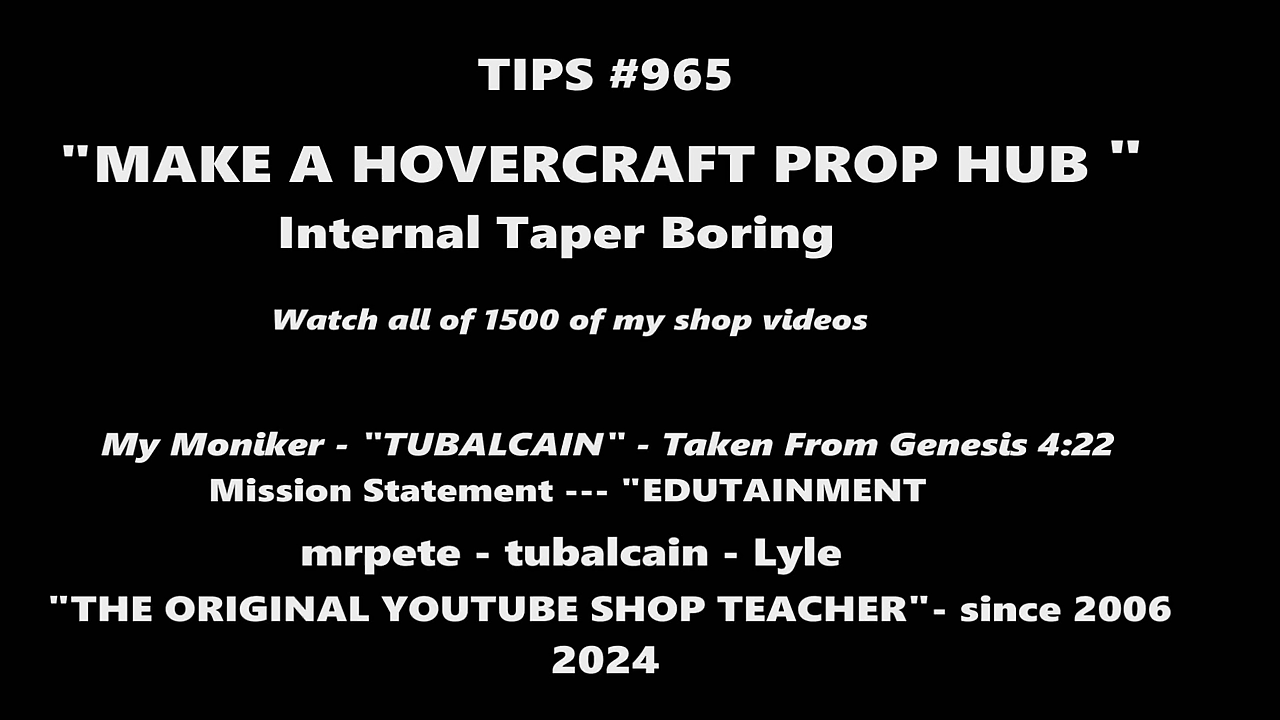 TIPS #965
"MAKE A HOVERCRAFT PROP HUB "
Internal Taper Boring
Watch all of 1500 of my shop videos
My Moniker - "TUBALCAIN" - Taken From Genesis 4:22
Mission Statement --- "EDUTAINMENT
mrpete - tubalcain - Lyle
"THE ORIGINAL YOUTUBE SHOP TEACHER"- since 2006
2024